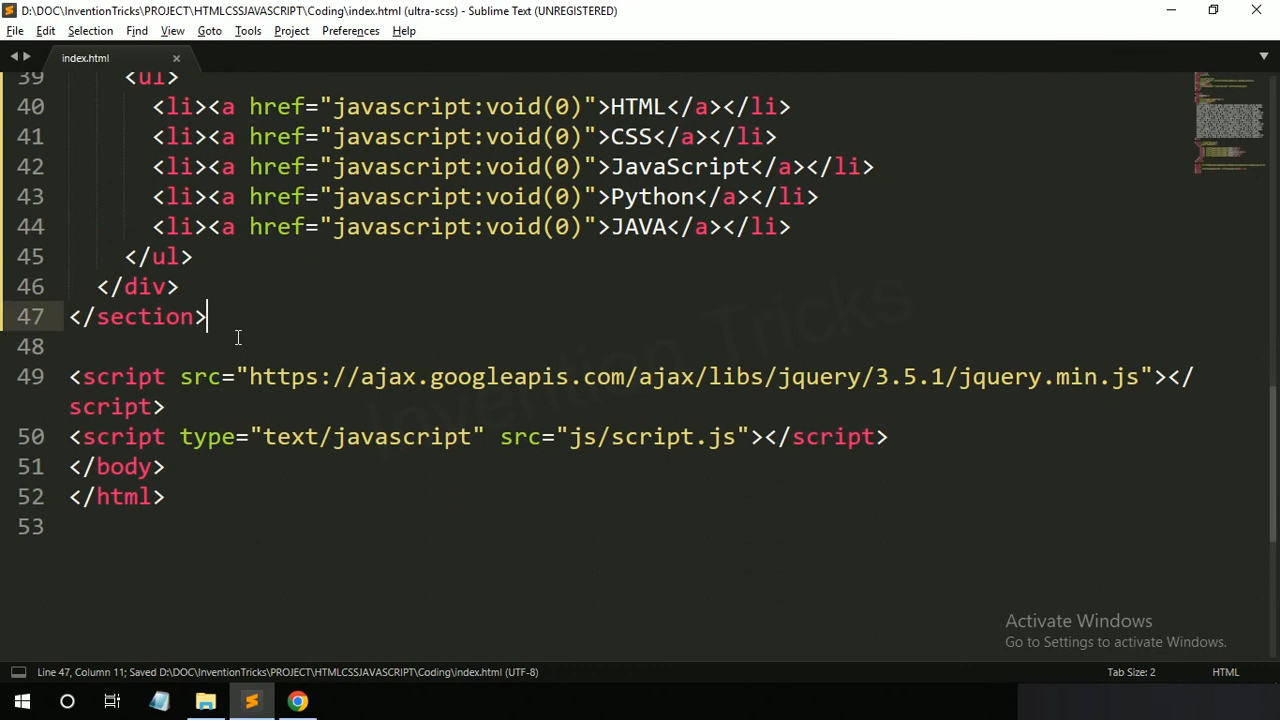 D:\DOC\InventionTricks\PROJECT\HTMLCSSJAVASCRIPT\Coding\index.html (ultra-scss) - Sublime Text (UNREGISTERED)
File Edit Selection Find View Goto Tools Project Preferences Help
index.html
39 <ul>
40 <li><a href="javascript:void(0)">HTML</a></li>
41 <li><a href="javascript:void(0)">CSS</a></li>
42 <li><a href="javascript:void(0)">JavaScript</a></li>
43 <li><a href="javascript:void(0)">Python</a></li>
44 <li><a href="javascript:void(0)">JAVA</a></li>
45 </ul>
46 </div>
47 </section>
48
49 <script src="https://ajax.googleapis.com/ajax/libs/jquery/3.5.1/jquery.min.js"></
script>
50 <script type="text/javascript" src="js/script.js"></script>
51 </body>
52 </html>
53
Invention Tricks
Activate Windows
Go to Settings to activate Windows.
Line 47, Column 11; Saved D:\DOC\InventionTricks\PROJECT\HTMLCSSJAVASCRIPT\Coding\index.html (UTF-8) Tab Size: 2 HTML